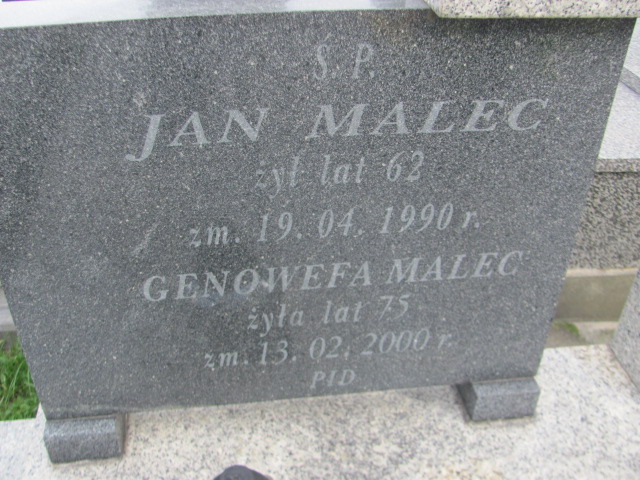 Ś. P.
JAN MALEC
żył lat 62
zm. 19. 04. 1990 r.
GENOWEFA MALEC
żyła lat 75
zm. 13. 02. 2000 r.
PID